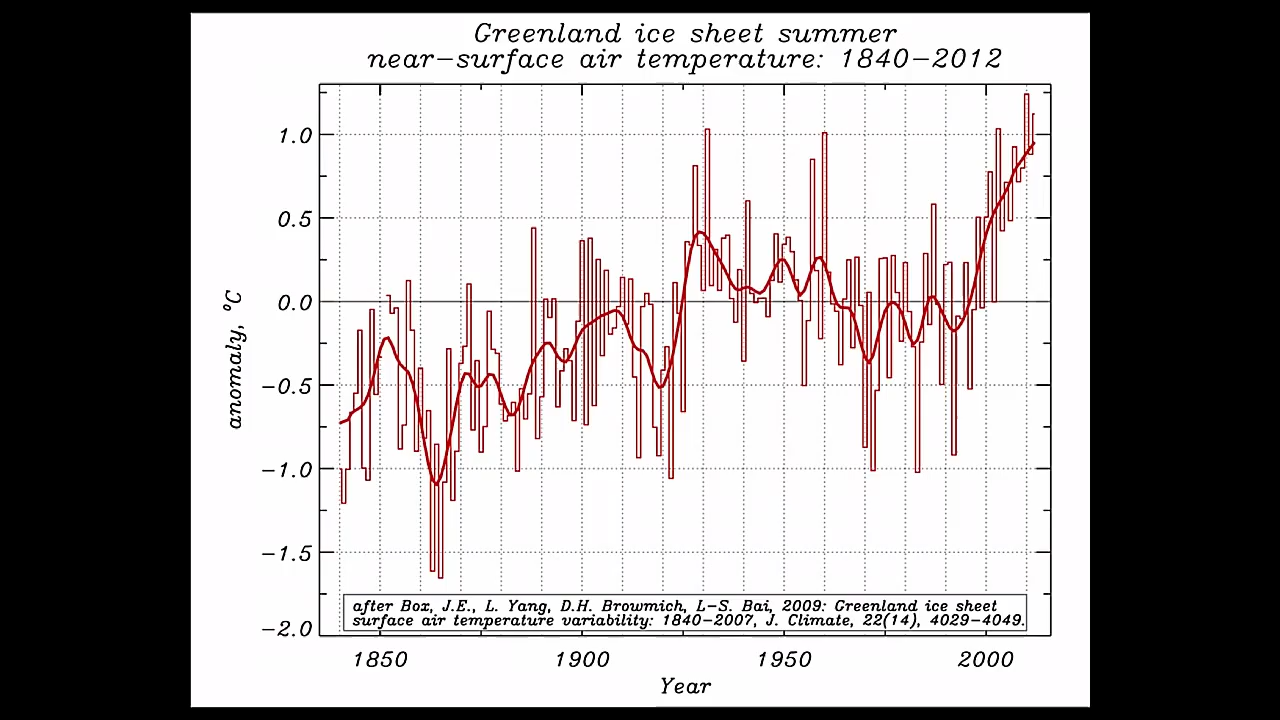 Greenland ice sheet summer
near-surface air temperature: 1840-2012
1.0
0.5
0.0
-0.5
-1.0
-1.5
-2.0
anomaly, °C
after Box, J.E., L. Yang, D.H. Browmich, L-S. Bai, 2009: Greenland ice sheet
surface air temperature variability: 1840-2007, J. Climate, 22(14), 4029-4049.
1850 1900 1950 2000
Year